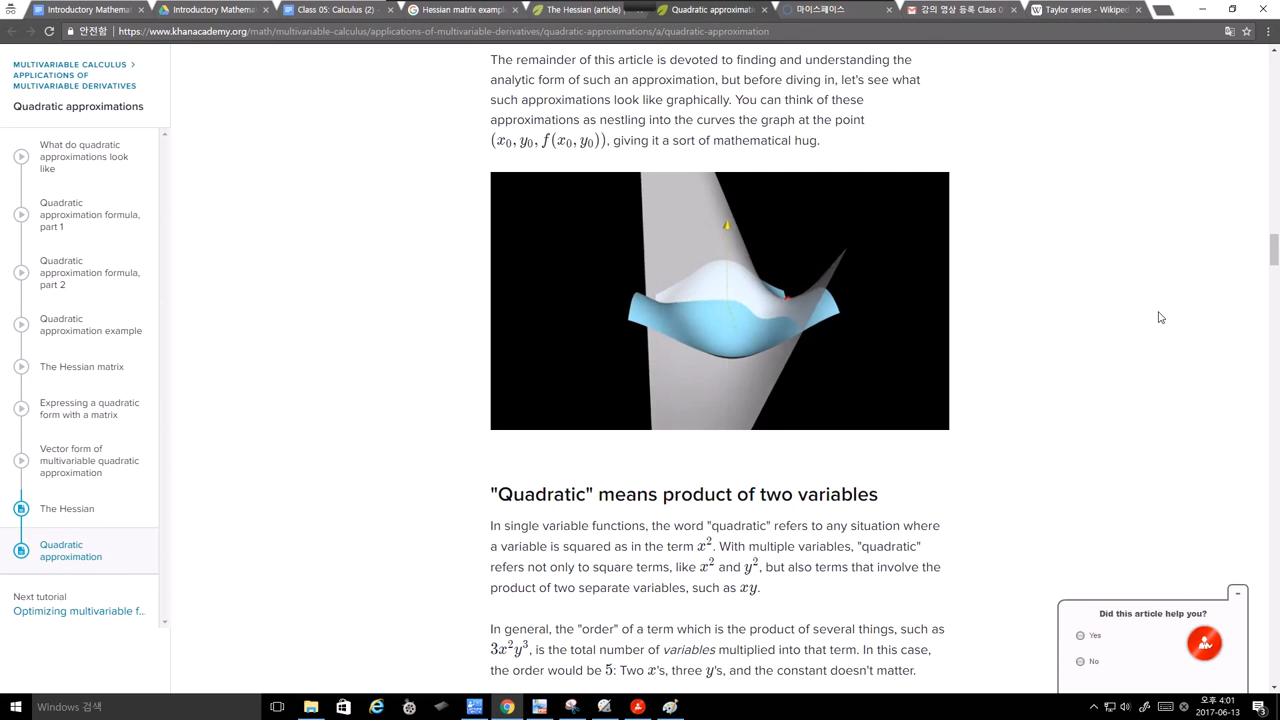 Introductory Mathemat
Introductory Mathemat
Class 05: Calculus (2) -
Hessian matrix exampl
The Hessian (article) |
Quadratic approximati
마이스페이스
강의 영상 등록 Class 0
Taylor series - Wikiped
안전함
https://www.khanacademy.org/math/multivariable-calculus/applications-of-multivariable-derivatives/quadratic-approximations/a/quadratic-approximation
MULTIVARIABLE CALCULUS >
APPLICATIONS OF
MULTIVARIABLE DERIVATIVES
Quadratic approximations
What do quadratic
approximations look
like
Quadratic
approximation formula,
part 1
Quadratic
approximation formula,
part 2
Quadratic
approximation example
The Hessian matrix
Expressing a quadratic
form with a matrix
Vector form of
multivariable quadratic
approximation
The Hessian
Quadratic
approximation
Next tutorial
Optimizing multivariable f...
The remainder of this article is devoted to finding and understanding the
analytic form of such an approximation, but before diving in, let's see what
such approximations look like graphically. You can think of these
approximations as nestling into the curves the graph at the point
(x₀, y₀, f(x₀, y₀)), giving it a sort of mathematical hug.
"Quadratic" means product of two variables
In single variable functions, the word "quadratic" refers to any situation where
a variable is squared as in the term x². With multiple variables, "quadratic"
refers not only to square terms, like x² and y², but also terms that involve the
product of two separate variables, such as xy.
In general, the "order" of a term which is the product of several things, such as
3x²y³, is the total number of variables multiplied into that term. In this case,
the order would be 5: Two x's, three y's, and the constant doesn't matter.
Did this article help you?
Yes
No
Windows 검색
오후 4:01
2017-06-13
3